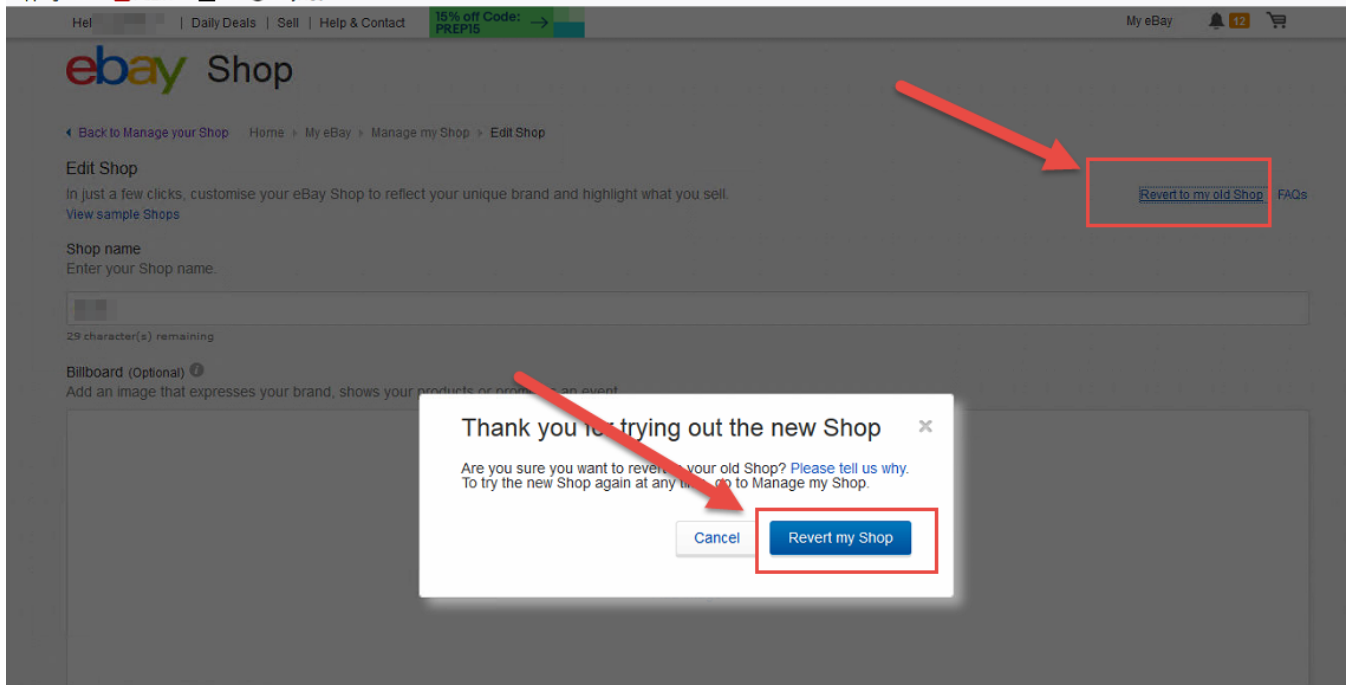 Hel | Daily Deals | Sell | Help & Contact 15% off Code: PREP15 → My eBay 12
ebay Shop
Back to Manage your Shop Home > My eBay > Manage my Shop > Edit Shop
Edit Shop
In just a few clicks, customise your eBay Shop to reflect your unique brand and highlight what you sell.
Revert to my old Shop FAQs
View sample Shops
Shop name
Enter your Shop name.
29 character(s) remaining
Billboard (Optional)
Add an image that expresses your brand, shows your products or an event
Thank you for trying out the new Shop ×
Are you sure you want to revert your old Shop? Please tell us why.
To try the new Shop again at any go to Manage my Shop.
Cancel Revert my Shop